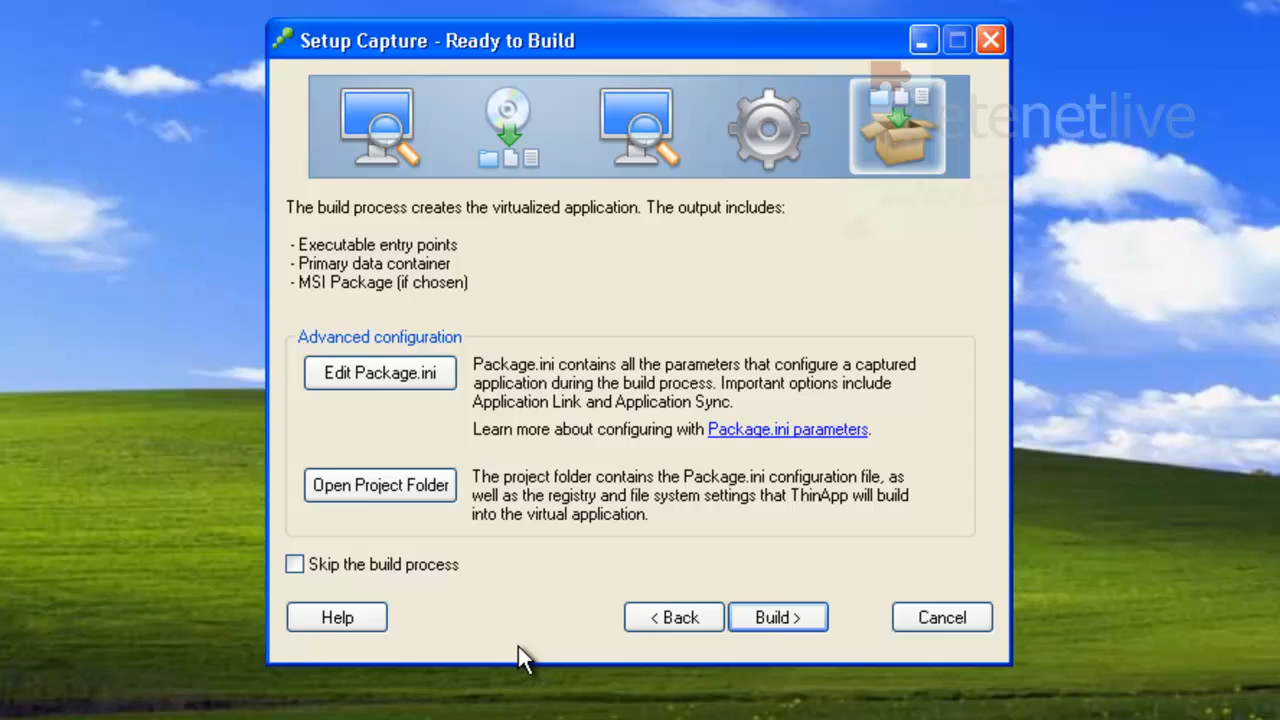 Setup Capture - Ready to Build
etenetlive
The build process creates the virtualized application. The output includes:
- Executable entry points
- Primary data container
- MSI Package (if chosen)
Advanced configuration
Edit Package.ini
Package.ini contains all the parameters that configure a captured
application during the build process. Important options include
Application Link and Application Sync.
Learn more about configuring with Package.ini parameters.
Open Project Folder
The project folder contains the Package.ini configuration file, as
well as the registry and file system settings that ThinApp will build
into the virtual application.
Skip the build process
Help
< Back
Build >
Cancel